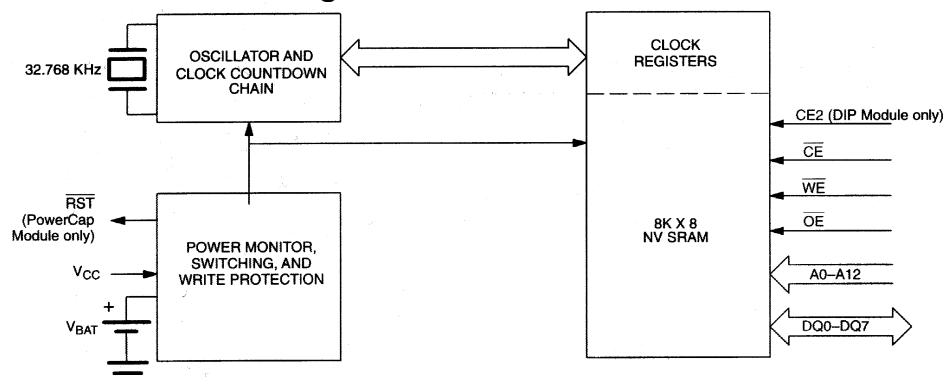 32.768 KHz
OSCILLATOR AND
CLOCK COUNTDOWN
CHAIN
CLOCK
REGISTERS
CE2 (DIP Module only)
CE
WE
OE
8K X 8
NV SRAM
A0–A12
DQ0–DQ7
RST
(PowerCap
Module only)
VCC
+
VBAT
POWER MONITOR,
SWITCHING, AND
WRITE PROTECTION